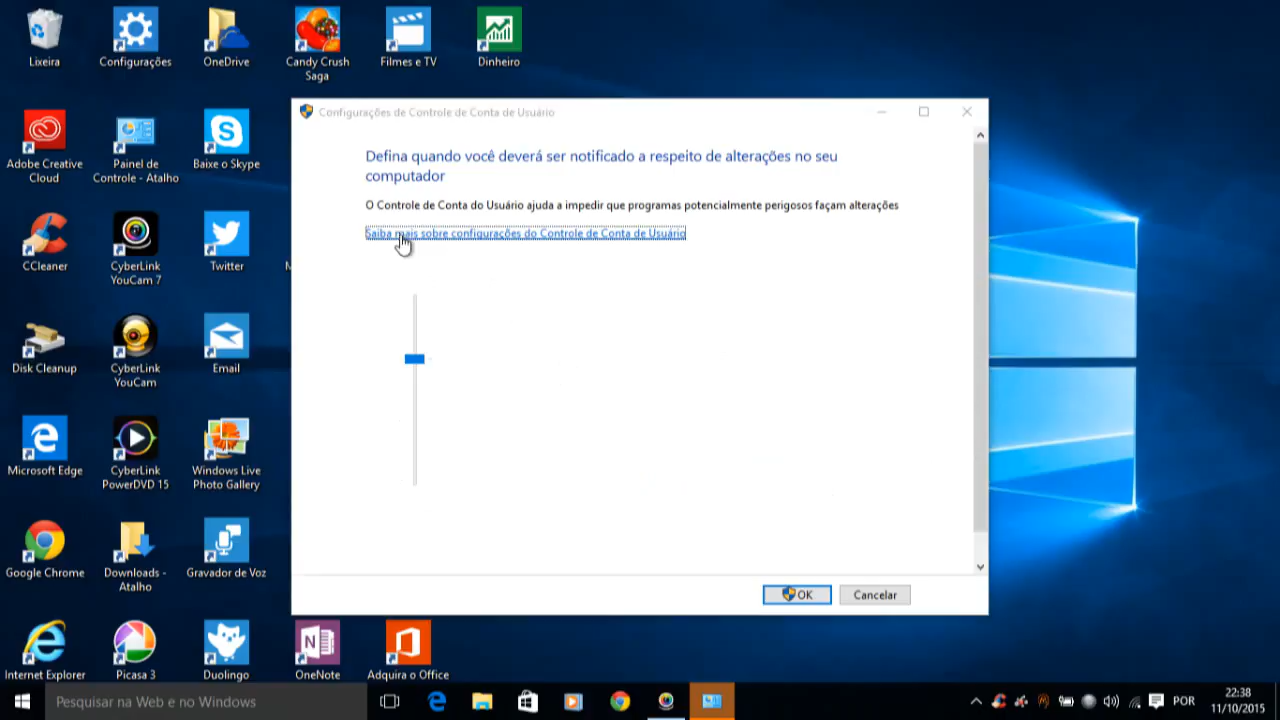 Lixeira
Configurações
OneDrive
Candy Crush
Saga
Filmes e TV
Dinheiro
Adobe Creative
Cloud
Painel de
Controle - Atalho
Baixe o Skype
CCleaner
CyberLink
YouCam 7
Twitter
M
Disk Cleanup
CyberLink
YouCam
Email
Microsoft Edge
CyberLink
PowerDVD 15
Windows Live
Photo Gallery
Google Chrome
Downloads -
Atalho
Gravador de Voz
Internet Explorer
Picasa 3
Duolingo
OneNote
Adquira o Office
Configurações de Controle de Conta de Usuário
Defina quando você deverá ser notificado a respeito de alterações no seu
computador
O Controle de Conta do Usuário ajuda a impedir que programas potencialmente perigosos façam alterações
Saiba mais sobre configurações do Controle de Conta de Usuário
OK
Cancelar
Pesquisar na Web e no Windows
POR
22:38
11/10/2015